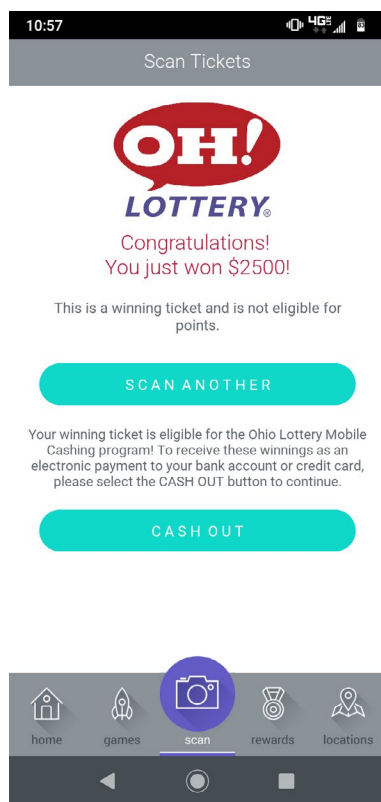 10:57
4GE
Scan Tickets
OH!
LOTTERY®
Congratulations!
You just won $2500!
This is a winning ticket and is not eligible for
points.
SCAN ANOTHER
Your winning ticket is eligible for the Ohio Lottery Mobile
Cashing program! To receive these winnings as an
electronic payment to your bank account or credit card,
please select the CASH OUT button to continue.
CASH OUT
home games scan rewards locations